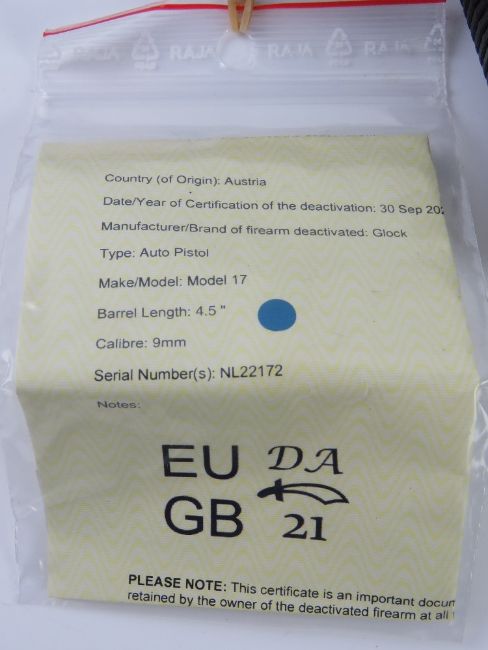 RAJA RAJA RAJA RAJA
Country (of Origin): Austria
Date/Year of Certification of the deactivation: 30 Sep 202
Manufacturer/Brand of firearm deactivated: Glock
Type: Auto Pistol
Make/Model: Model 17
Barrel Length: 4.5 "
Calibre: 9mm
Serial Number(s): NL22172
Notes:
EU DA
GB 21
PLEASE NOTE: This certificate is an important docum
retained by the owner of the deactivated firearm at all